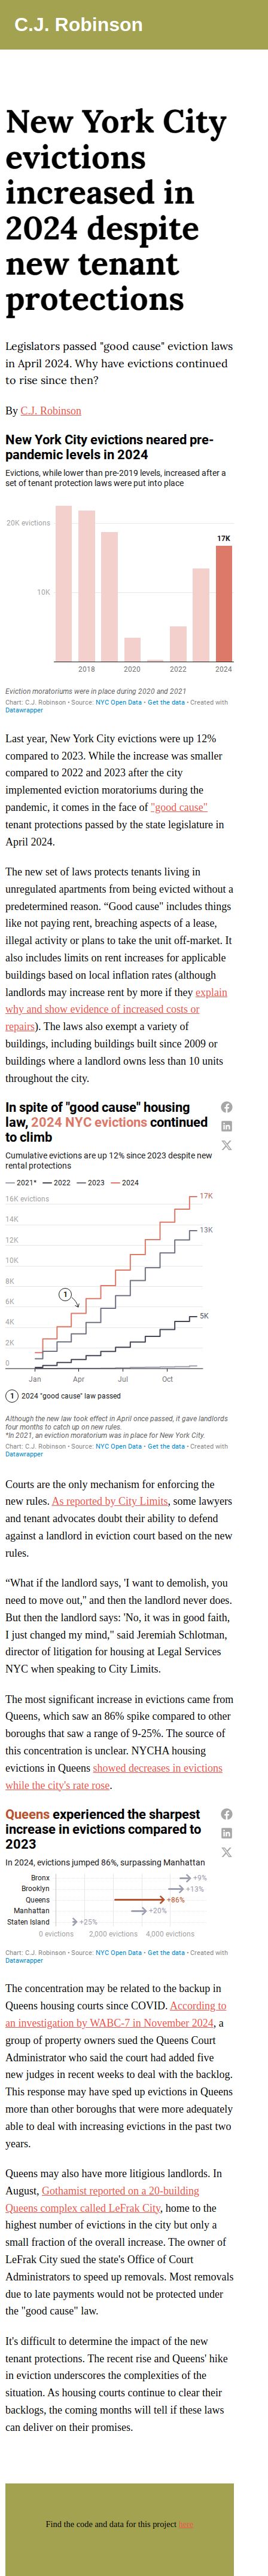 C.J. Robinson
New York City
evictions
increased in
2024 despite
new tenant
protections
Legislators passed "good cause" eviction laws
in April 2024. Why have evictions continued
to rise since then?
By C.J. Robinson
New York City evictions neared pre-
pandemic levels in 2024
Evictions, while lower than pre-2019 levels, increased after a
set of tenant protection laws were put into place
20K evictions
17K
10K
2018 2020 2022 2024
Eviction moratoriums were in place during 2020 and 2021
Chart: C.J. Robinson • Source: NYC Open Data • Get the data • Created with
Datawrapper
Last year, New York City evictions were up 12%
compared to 2023. While the increase was smaller
compared to 2022 and 2023 after the city
implemented eviction moratoriums during the
pandemic, it comes in the face of "good cause"
tenant protections passed by the state legislature in
April 2024.
The new set of laws protects tenants living in
unregulated apartments from being evicted without a
predetermined reason. “Good cause" includes things
like not paying rent, breaching aspects of a lease,
illegal activity or plans to take the unit off-market. It
also includes limits on rent increases for applicable
buildings based on local inflation rates (although
landlords may increase rent by more if they explain
why and show evidence of increased costs or
repairs). The laws also exempt a variety of
buildings, including buildings built since 2009 or
buildings where a landlord owns less than 10 units
throughout the city.
In spite of "good cause" housing
law, 2024 NYC evictions continued
to climb
Cumulative evictions are up 12% since 2023 despite new
rental protections
2021* 2022 2023 2024
16K evictions
17K
14K
13K
12K
10K
8K
1
6K
5K
4K
2K
0
Jan Apr Jul Oct
1 2024 "good cause" law passed
Although the new law took effect in April once passed, it gave landlords
four months to catch up on new rules.
*In 2021, an eviction moratorium was in place for New York City.
Chart: C.J. Robinson • Source: NYC Open Data • Get the data • Created with
Datawrapper
Courts are the only mechanism for enforcing the
new rules. As reported by City Limits, some lawyers
and tenant advocates doubt their ability to defend
against a landlord in eviction court based on the new
rules.
“What if the landlord says, 'I want to demolish, you
need to move out," and then the landlord never does.
But then the landlord says: 'No, it was in good faith,
I just changed my mind," said Jeremiah Schlotman,
director of litigation for housing at Legal Services
NYC when speaking to City Limits.
The most significant increase in evictions came from
Queens, which saw an 86% spike compared to other
boroughs that saw a range of 9-25%. The source of
this concentration is unclear. NYCHA housing
evictions in Queens showed decreases in evictions
while the city's rate rose.
Queens experienced the sharpest
increase in evictions compared to
2023
In 2024, evictions jumped 86%, surpassing Manhattan
Bronx +9%
Brooklyn +13%
Queens +86%
Manhattan +20%
Staten Island +25%
0 evictions 2,000 evictions 4,000 evictions
Chart: C.J. Robinson • Source: NYC Open Data • Get the data • Created with
Datawrapper
The concentration may be related to the backup in
Queens housing courts since COVID. According to
an investigation by WABC-7 in November 2024, a
group of property owners sued the Queens Court
Administrator who said the court had added five
new judges in recent weeks to deal with the backlog.
This response may have sped up evictions in Queens
more than other boroughs that were more adequately
able to deal with increasing evictions in the past two
years.
Queens may also have more litigious landlords. In
August, Gothamist reported on a 20-building
Queens complex called LeFrak City, home to the
highest number of evictions in the city but only a
small fraction of the overall increase. The owner of
LeFrak City sued the state's Office of Court
Administrators to speed up removals. Most removals
due to late payments would not be protected under
the "good cause" law.
It's difficult to determine the impact of the new
tenant protections. The recent rise and Queens' hike
in eviction underscores the complexities of the
situation. As housing courts continue to clear their
backlogs, the coming months will tell if these laws
can deliver on their promises.
Find the code and data for this project here